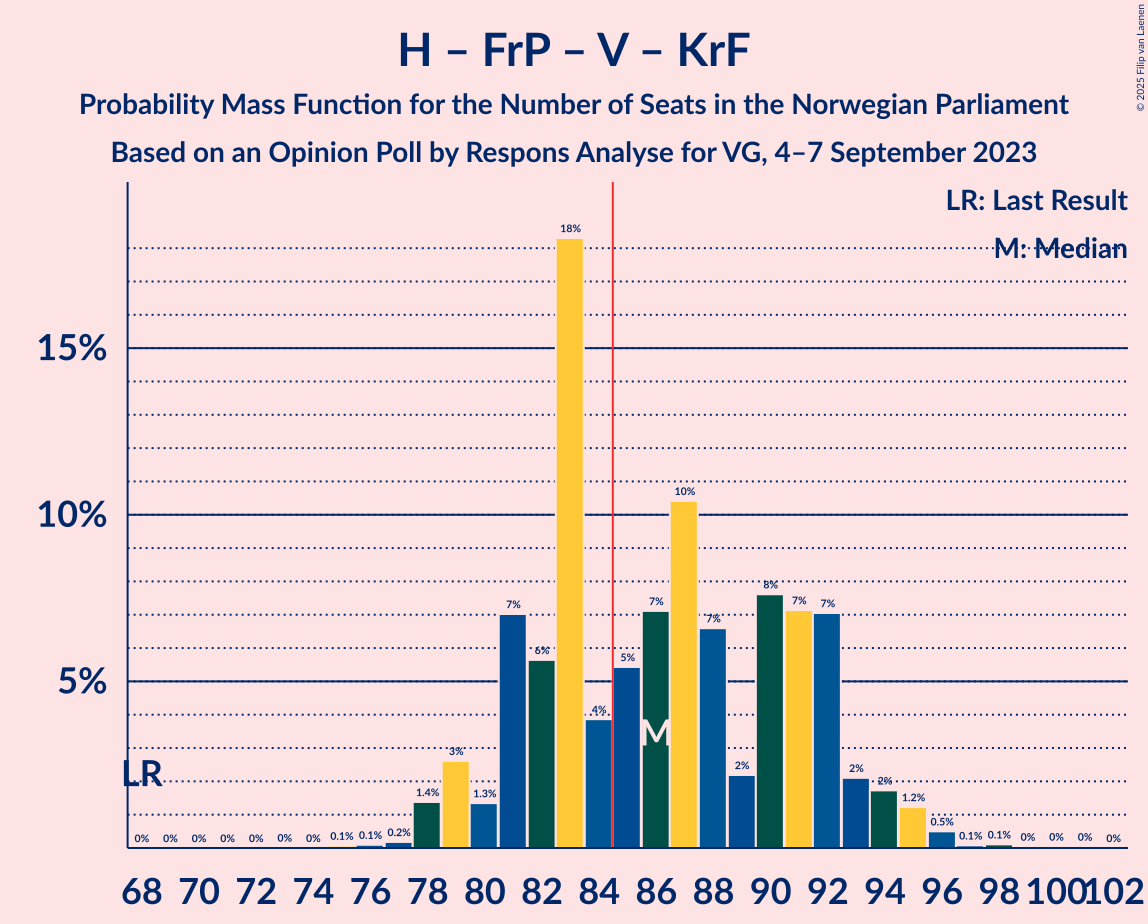 H – FrP – V – KrF
Probability Mass Function for the Number of Seats in the Norwegian Parliament
Based on an Opinion Poll by Respons Analyse for VG, 4–7 September 2023
© 2025 Filip van Laenen
LR: Last Result
M: Median
15%
10%
5%
LR
M
0% 0% 0% 0% 0% 0% 0% 0.1% 0.1% 0.2% 1.4% 3% 1.3% 7% 6% 18% 4% 5% 7% 10% 7% 2% 8% 7% 7% 2% 2% 1.2% 0.5% 0.1% 0.1% 0% 0% 0% 0%
68 70 72 74 76 78 80 82 84 86 88 90 92 94 96 98 100 102